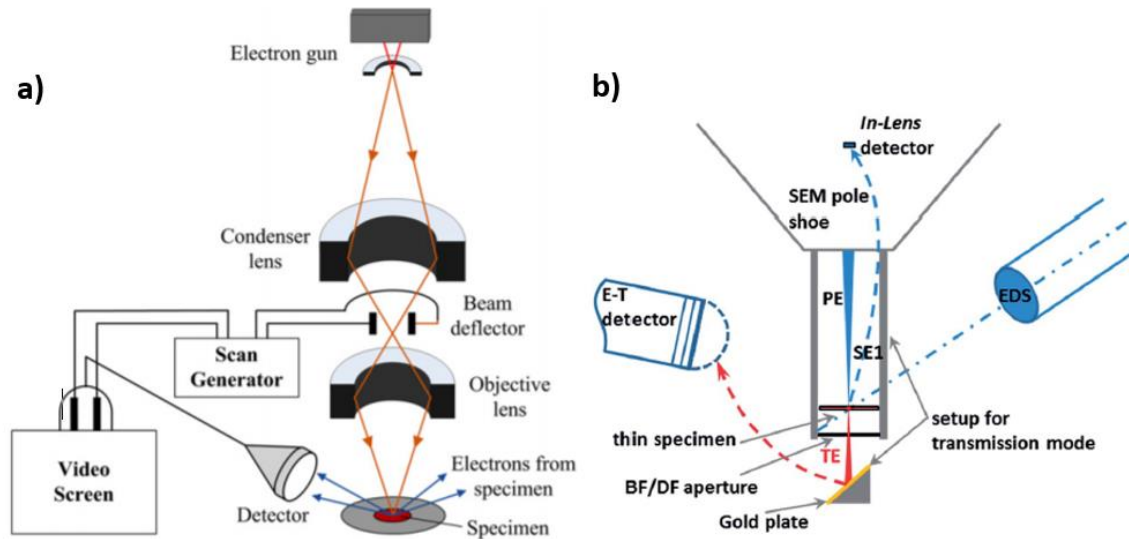 a)
Electron gun
Condenser
lens
Beam
deflector
Scan
Generator
Objective
lens
Video
Screen
Electrons from
specimen
Detector
Specimen
b)
In-Lens
detector
SEM pole
shoe
EDS
PE
E-T
detector
SE1
setup for
transmission mode
thin specimen
TE
BF/DF aperture
Gold plate